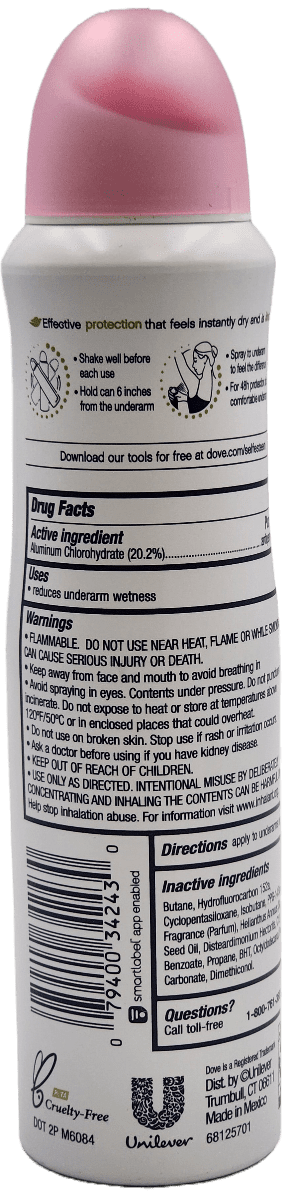 Effective protection that feels instantly dry and a
• Shake well before
each use
• Hold can 6 inches
from the underarm
• Spray to underarm
to feel the
• For 48h
comfortable
Download our tools for free at dove.com/selfesteem
Drug Facts
Active ingredient
Aluminum Chlorohydrate (20.2%)
Uses
• reduces underarm wetness
Warnings
• FLAMMABLE. DO NOT USE NEAR HEAT, FLAME OR WHILE
CAN CAUSE SERIOUS INJURY OR DEATH.
• Keep away from face and mouth to avoid breathing in
• Avoid spraying in eyes. Contents under pressure. Do not
incinerate. Do not expose to heat or store at temperatures above
120°F/50°C or in enclosed places that could overheat.
• Do not use on broken skin. Stop use if rash or irritation occurs.
• Ask a doctor before using if you have kidney disease.
• KEEP OUT OF REACH OF CHILDREN.
• USE ONLY AS DIRECTED. INTENTIONAL MISUSE BY
CONCENTRATING AND INHALING THE CONTENTS CAN BE
Help stop inhalation abuse. For information visit www.inhalant.
Directions apply to
Inactive ingredients
Butane, Hydrofluorocarbon 152a,
Cyclopentasiloxane, Isobutane,
Fragrance (Parfum), Helianthus
Seed Oil, Disteardimonium Hectorite,
Benzoate, Propane, BHT,
Carbonate, Dimethiconol.
Questions?
Call toll-free 1-800-761-
0 79400 34243 0
smartlabel app enabled
PETA
Cruelty-Free
DOT 2P M6084
Unilever
Dove is a Registered Trademark
Dist. by ©Unilever
Trumbull, CT 06611
Made in Mexico
68125701